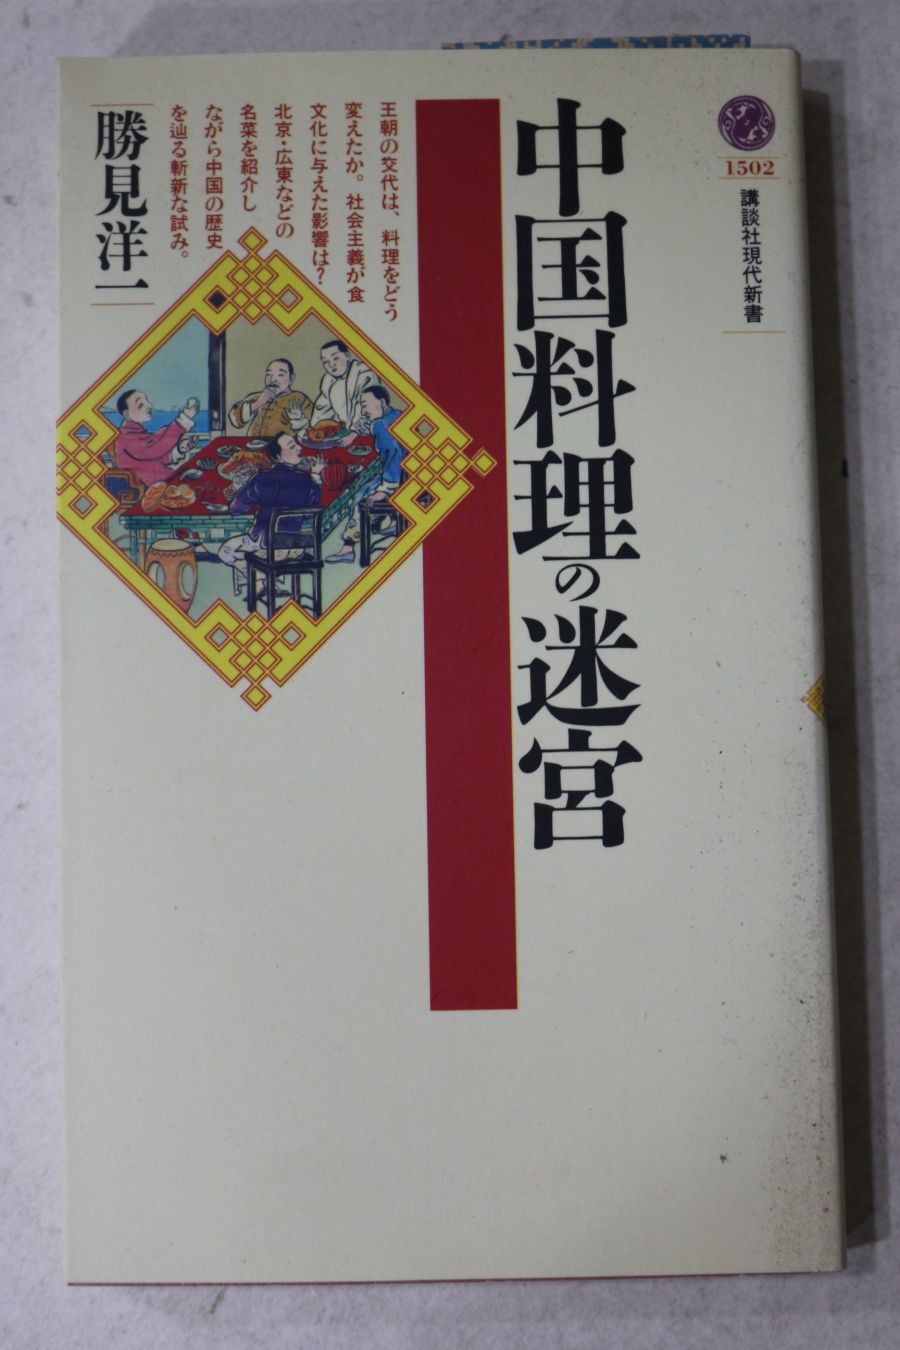 1502
講談社現代新書
中国料理の迷宮
王朝の交代は、料理をどう
変えたか。社会主義が食
文化に与えた影響は？
北京・広東などの
名菜を紹介し
ながら中国の歴史
を辿る斬新な試み。
勝見洋一